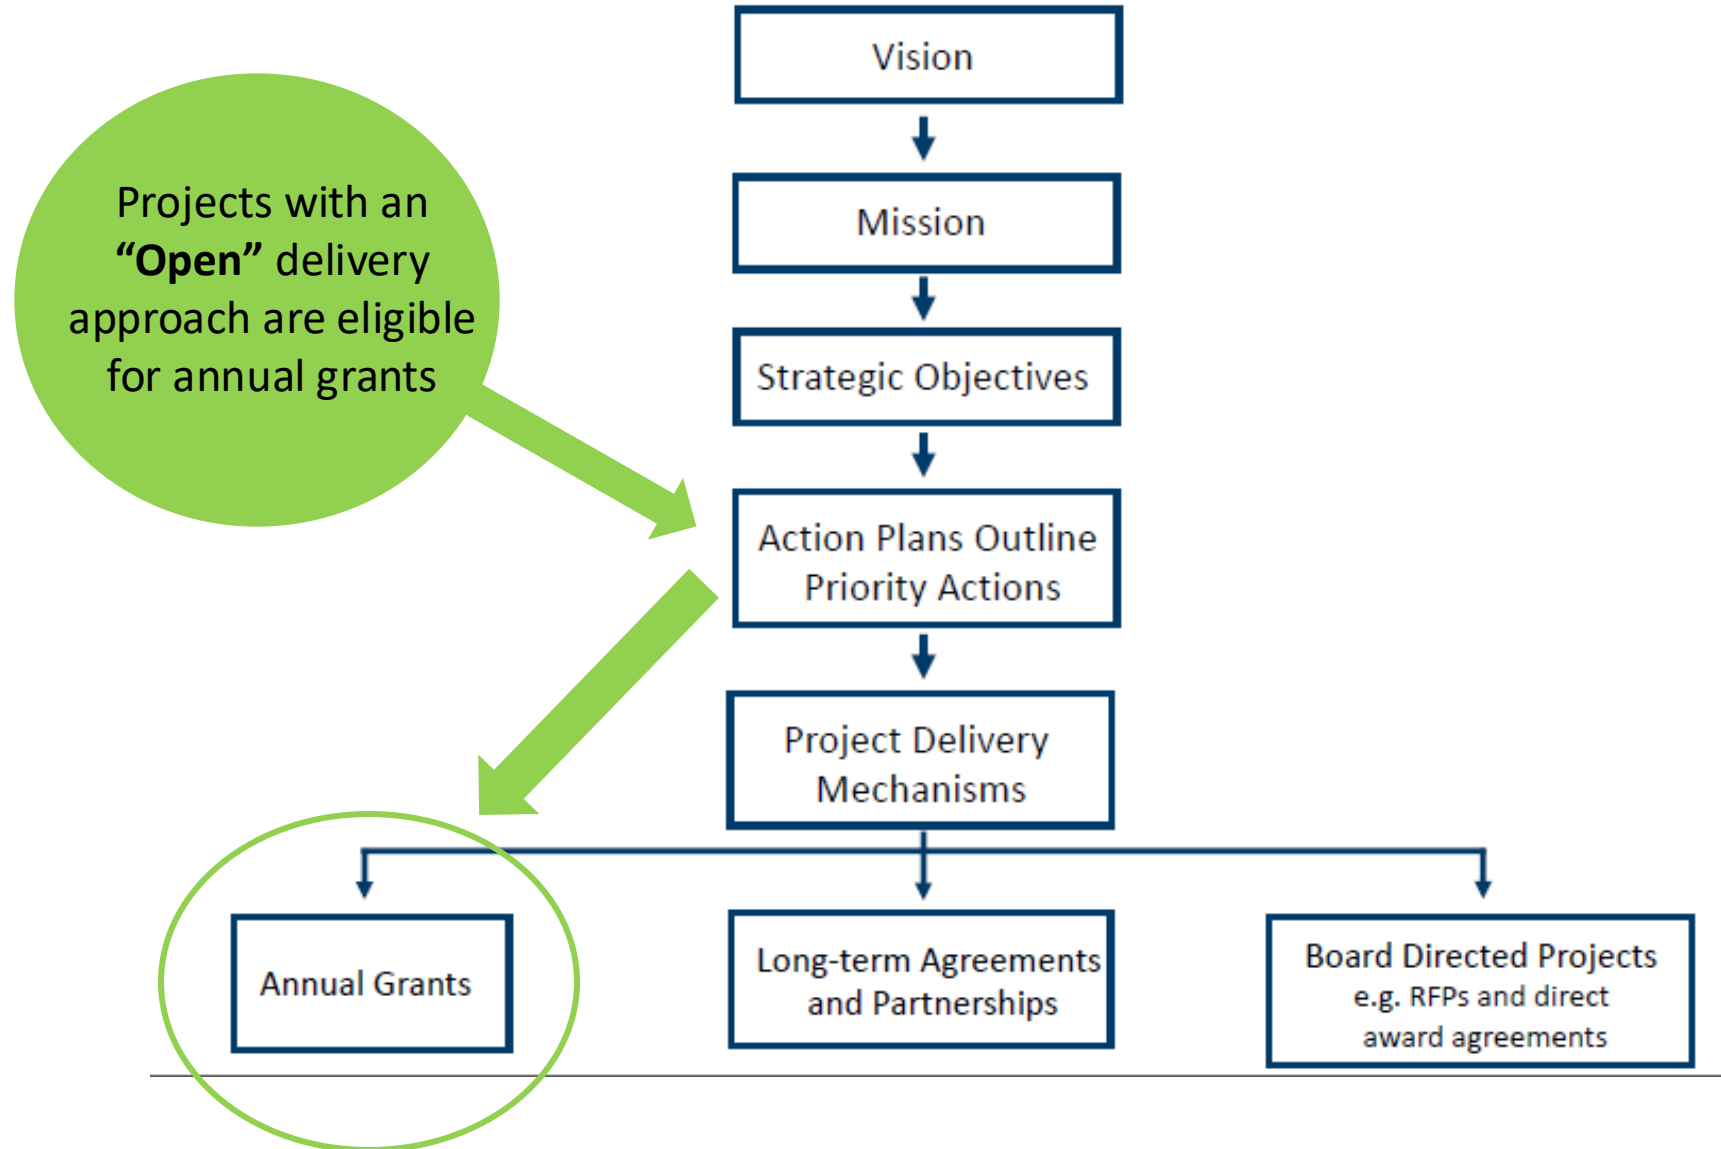 Vision
Projects with an
“Open” delivery
approach are eligible
for annual grants
Mission
Strategic Objectives
Action Plans Outline
Priority Actions
Project Delivery
Mechanisms
Annual Grants
Long-term Agreements
and Partnerships
Board Directed Projects
e.g. RFPs and direct
award agreements